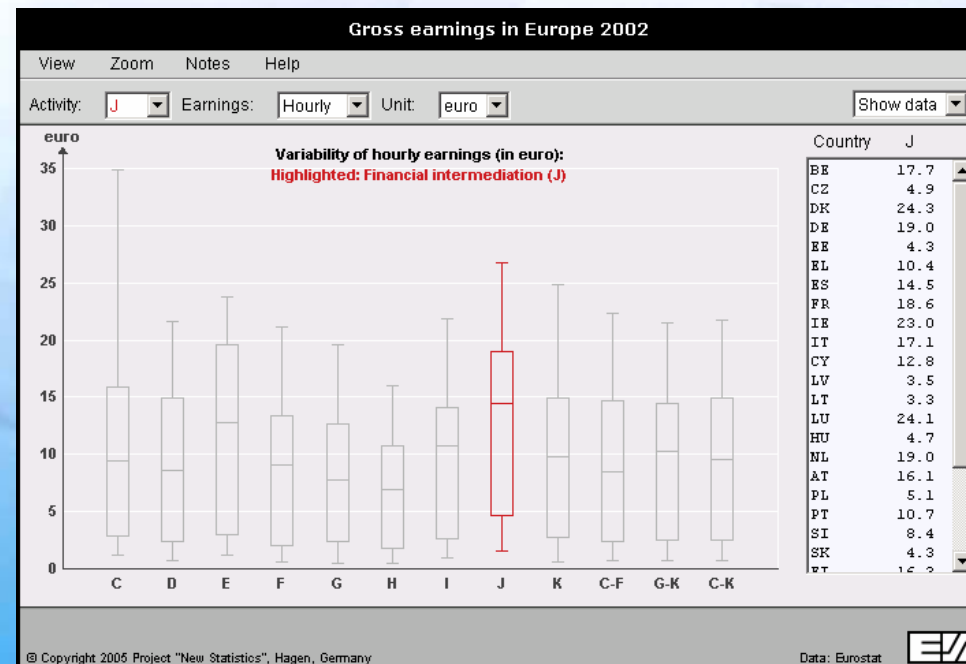 Gross earnings in Europe 2002
View Zoom Notes Help
Activity: J Earnings: Hourly Unit: euro Show data
euro
Variability of hourly earnings (in euro):
Highlighted: Financial intermediation (J)
35
30
25
20
15
10
5
0
C D E F G H I J K C-F G-K C-K
Country J
BE 17.7
CZ 4.9
DK 24.3
DE 19.0
EE 4.3
EL 10.4
ES 14.5
FR 18.6
IE 23.0
IT 17.1
CY 12.8
LV 3.5
LT 3.3
LU 24.1
HU 4.7
NL 19.0
AT 16.1
PL 5.1
PT 10.7
SI 8.4
SK 4.3
FI 16.3
© Copyright 2005 Project "New Statistics", Hagen, Germany
Data: Eurostat